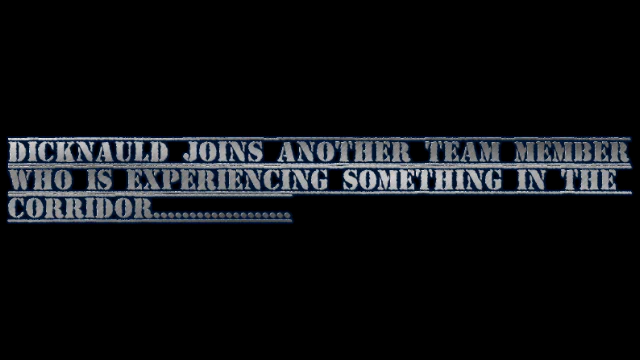 DICKNAULD JOINS ANOTHER TEAM MEMBER
WHO IS EXPERIENCING SOMETHING IN THE
CORRIDOR...................